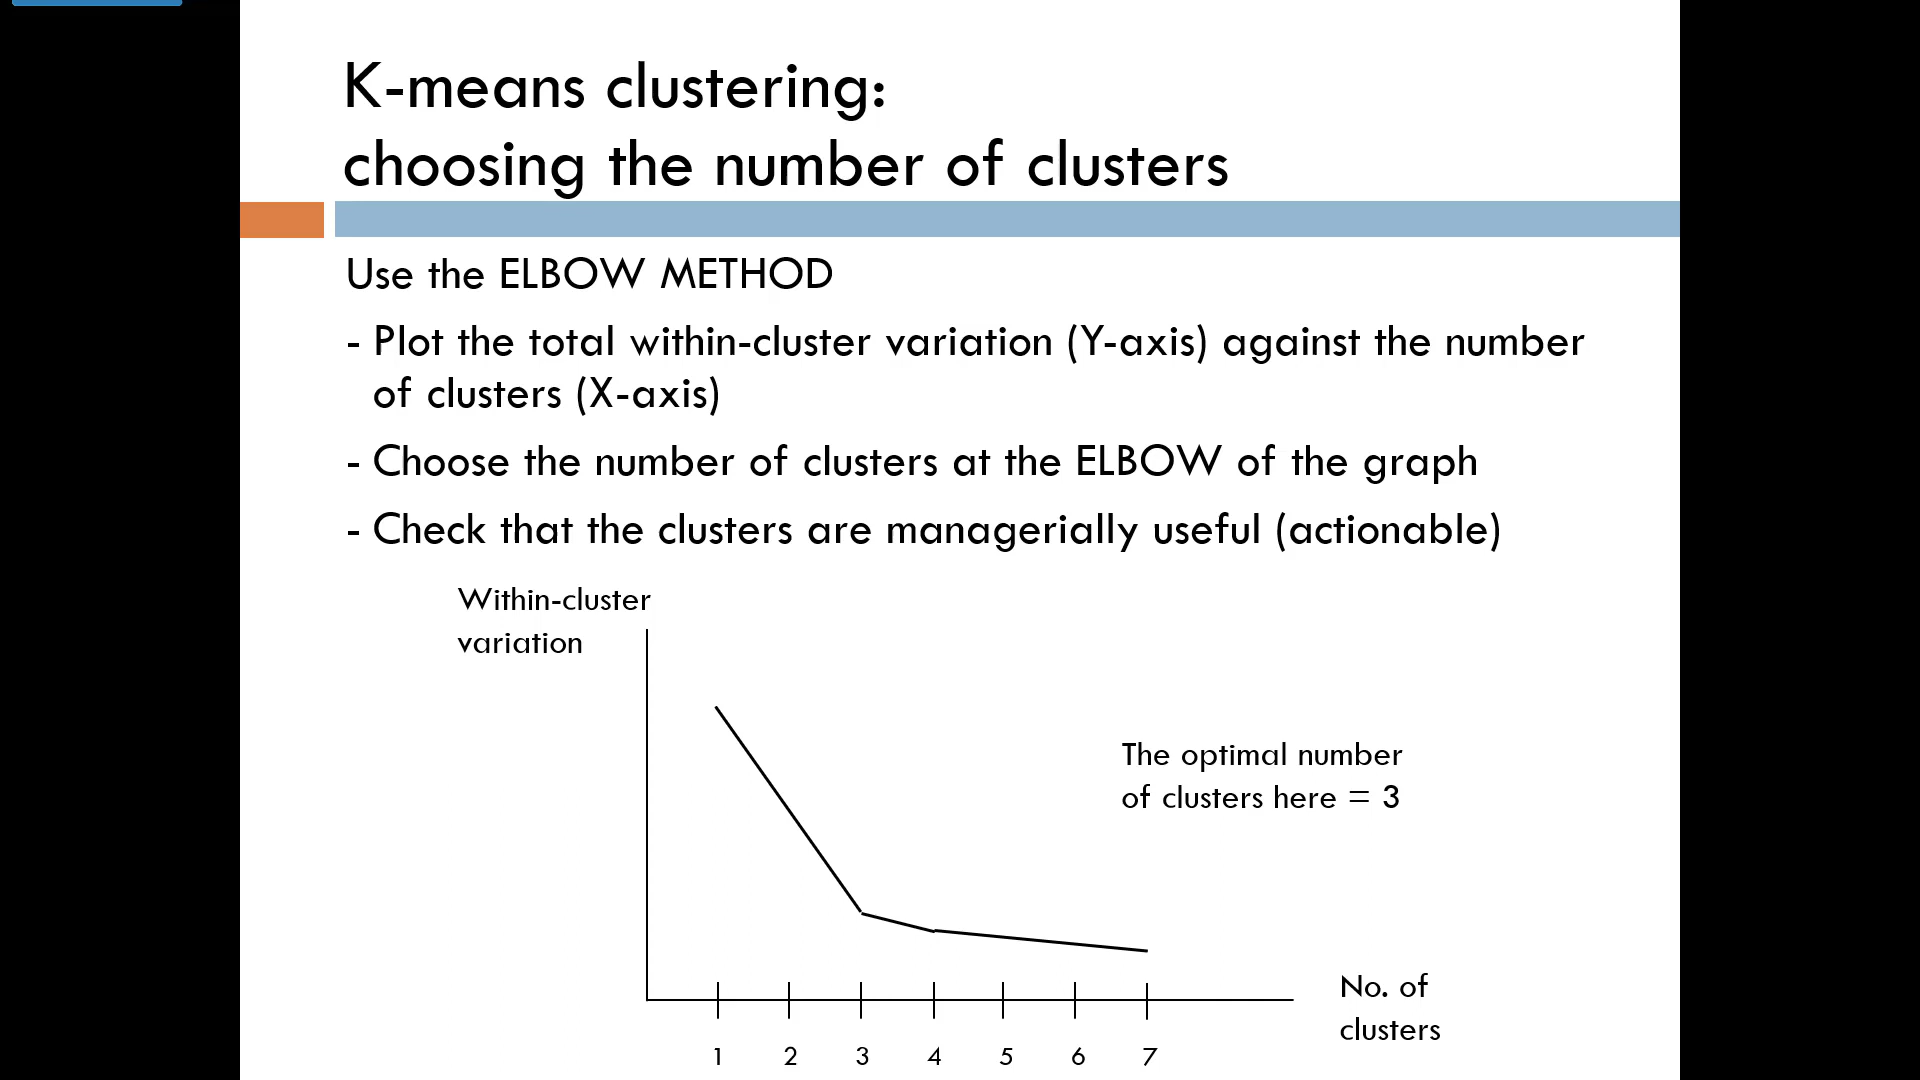 K-means clustering:
choosing the number of clusters
Use the ELBOW METHOD
- Plot the total within-cluster variation (Y-axis) against the number
of clusters (X-axis)
- Choose the number of clusters at the ELBOW of the graph
- Check that the clusters are managerially useful (actionable)
Within-cluster
variation
The optimal number
of clusters here = 3
No. of
clusters
1 2 3 4 5 6 7